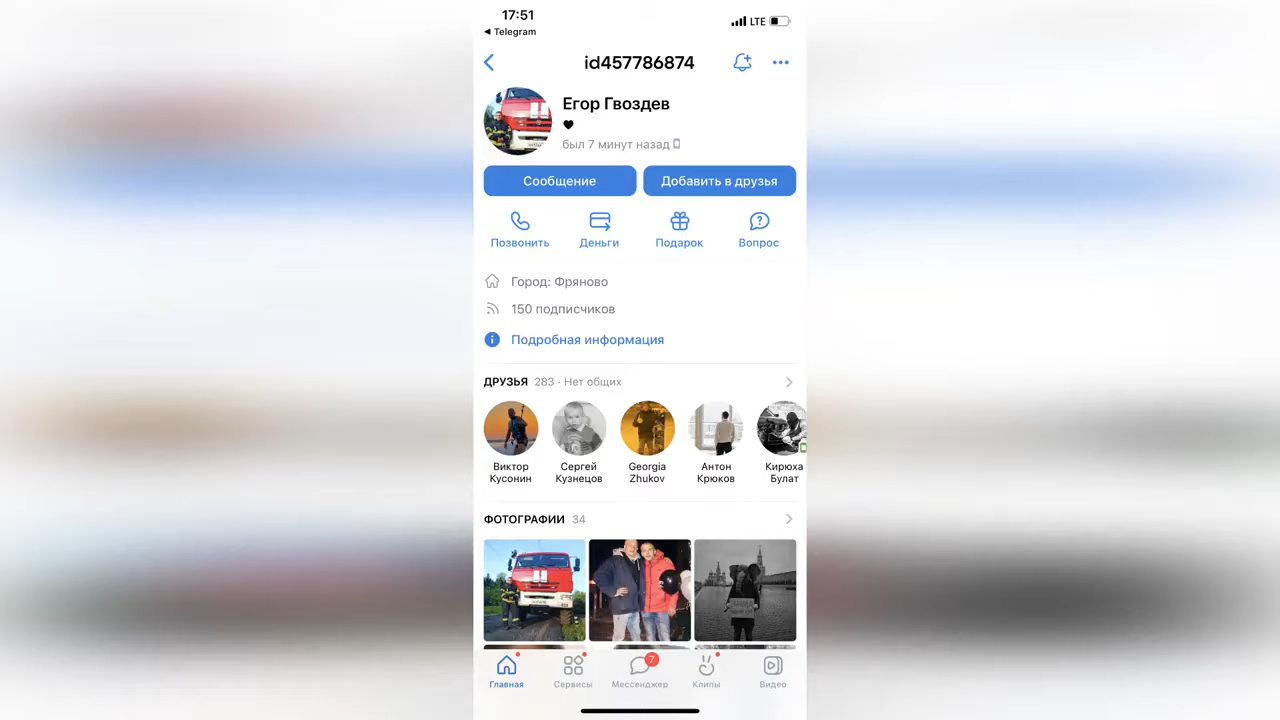 17:51
LTE
◀ Telegram
id457786874
Егор Гвоздев
был 7 минут назад
Сообщение
Добавить в друзья
Позвонить
Деньги
Подарок
Вопрос
Город: Фряново
150 подписчиков
Подробная информация
ДРУЗЬЯ 283 · Нет общих
Виктор Кусонин
Сергей Кузнецов
Georgia Zhukov
Антон Крюков
Кирюха Булат
ФОТОГРАФИИ 34
7
Главная
Сервисы
Мессенджер
Клипы
Видео